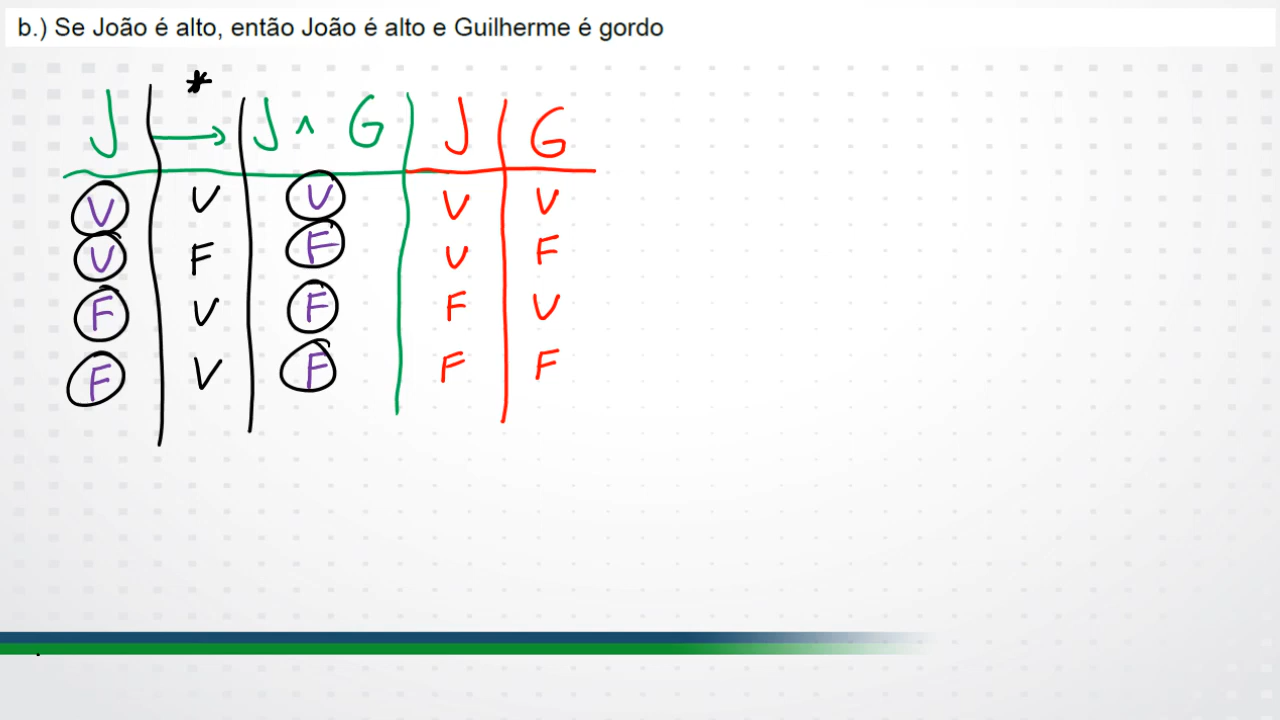 b.) Se João é alto, então João é alto e Guilherme é gordo
*
J → J ∧ G J G
V V V V V
V F F V F
F V F F V
F V F F F